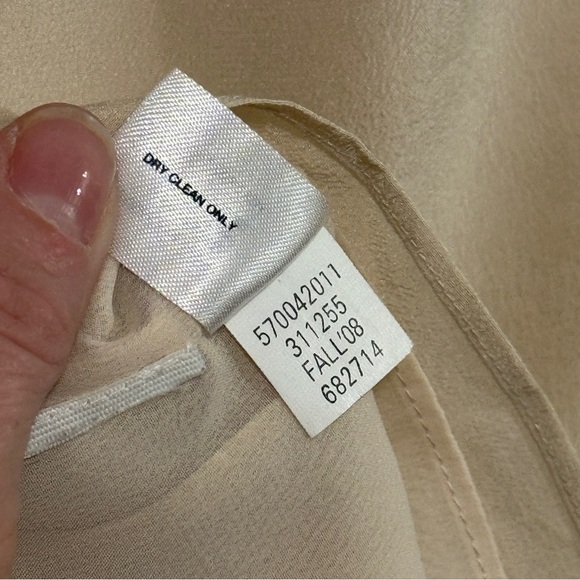 DRY CLEAN ONLY
570042011
311255
FALL'08
682714